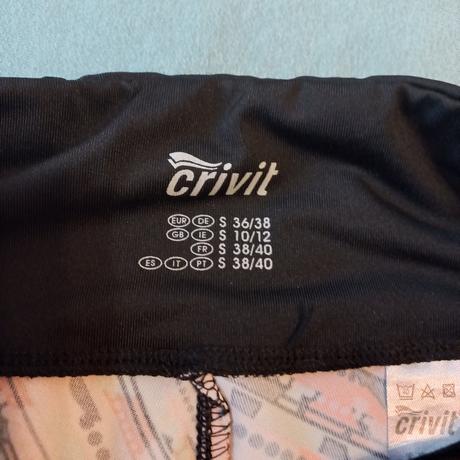 crivit
EUR DE S 36/38
GB IE S 10/12
FR S 38/40
ES IT PT S 38/40
crivit